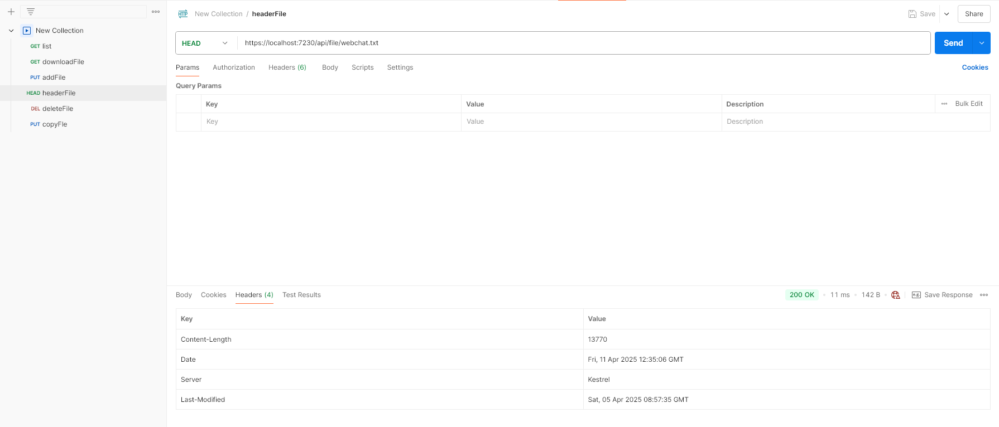 New Collection
GET list
GET downloadFile
PUT addFile
HEAD headerFile
DEL deleteFile
PUT copyFle
HTTP New Collection / headerFile
Save
Share
HEAD https://localhost:7230/api/file/webchat.txt
Send
Params Authorization Headers (6) Body Scripts Settings Cookies
Query Params
Key Value Description Bulk Edit
Key Value Description
Body Cookies Headers (4) Test Results 200 OK • 11 ms • 142 B • e.g. Save Response
Key Value
Content-Length 13770
Date Fri, 11 Apr 2025 12:35:06 GMT
Server Kestrel
Last-Modified Sat, 05 Apr 2025 08:57:35 GMT